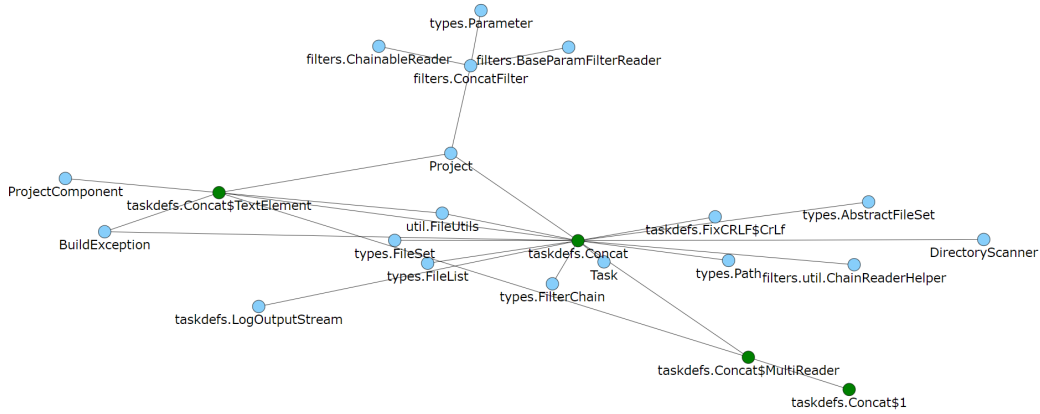 types.Parameter
filters.ChainableReader
filters.BaseParamFilterReader
filters.ConcatFilter
Project
ProjectComponent
taskdefs.Concat$TextElement
types.AbstractFileSet
util.FileUtils
taskdefs.FixCRLF$CrLf
BuildException
types.FileSet
taskdefs.Concat
DirectoryScanner
types.FileList
Task
types.Path
filters.util.ChainReaderHelper
types.FilterChain
taskdefs.LogOutputStream
taskdefs.Concat$MultiReader
taskdefs.Concat$1